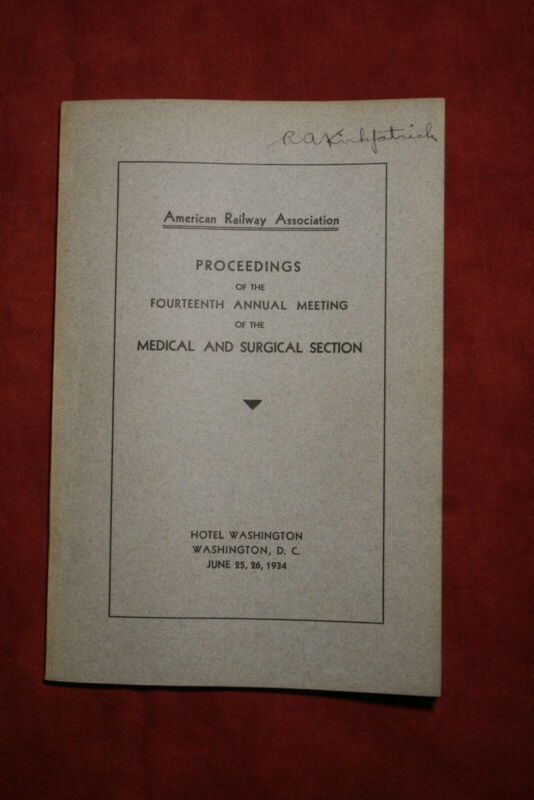 R A Kirkpatrick
American Railway Association
PROCEEDINGS
OF THE
FOURTEENTH ANNUAL MEETING
OF THE
MEDICAL AND SURGICAL SECTION
HOTEL WASHINGTON
WASHINGTON, D. C.
JUNE 25, 26, 1934